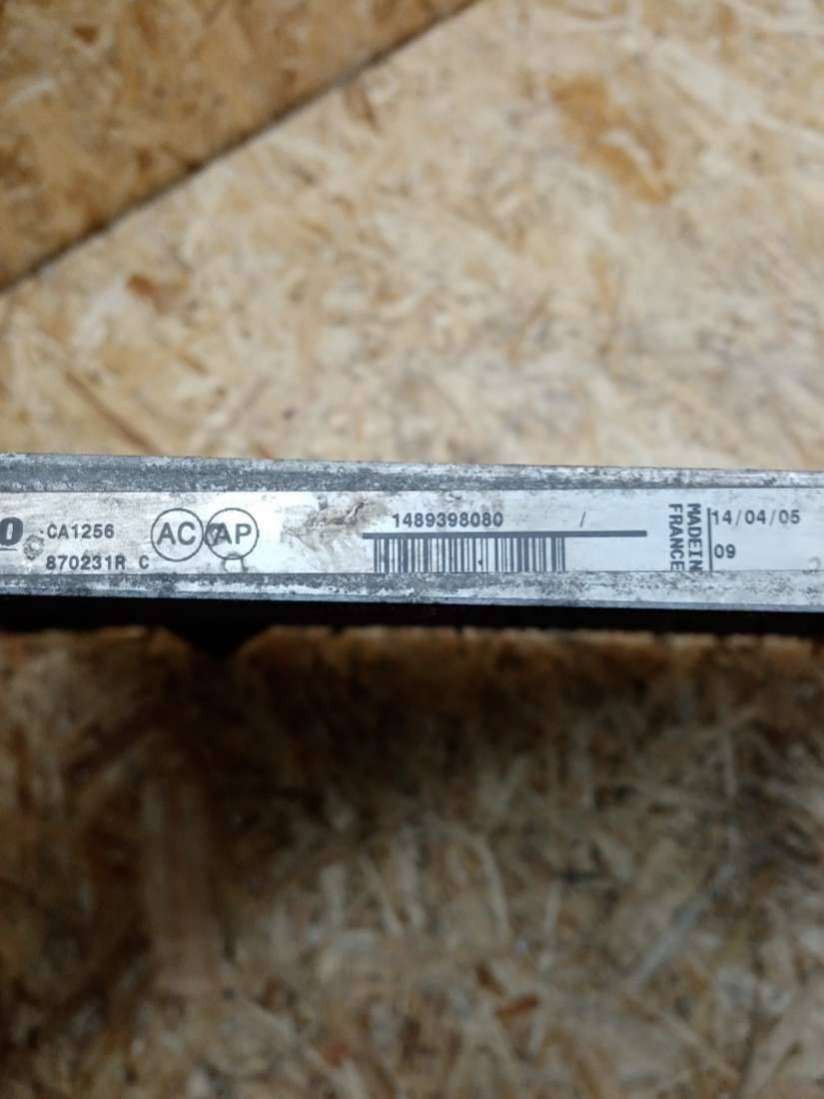 O
CA1256
870231R C
AC AP
1489398080 /
MADE IN
FRANCE
14/04/05
09